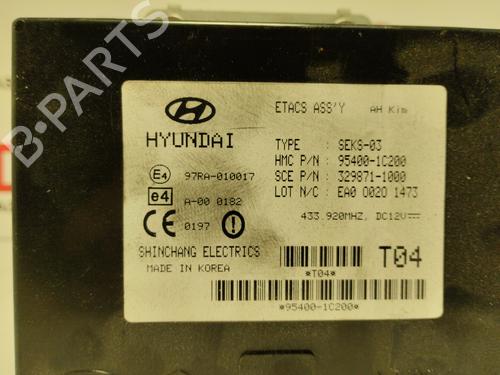 B-PARTS
ETACS ASS'Y AH Kim
HYUNDAI
TYPE : SEKS-03
HMC P/N : 95400-1C200
SCE P/N : 329871-1000
LOT N/C : EA0 0020 1473
E4 97RA-010017
e4 A-00 0182
CE 0197
433.920MHZ, DC12V
SHINCHANG ELECTRICS
MADE IN KOREA
*T04*
T04
*95400-1C200*